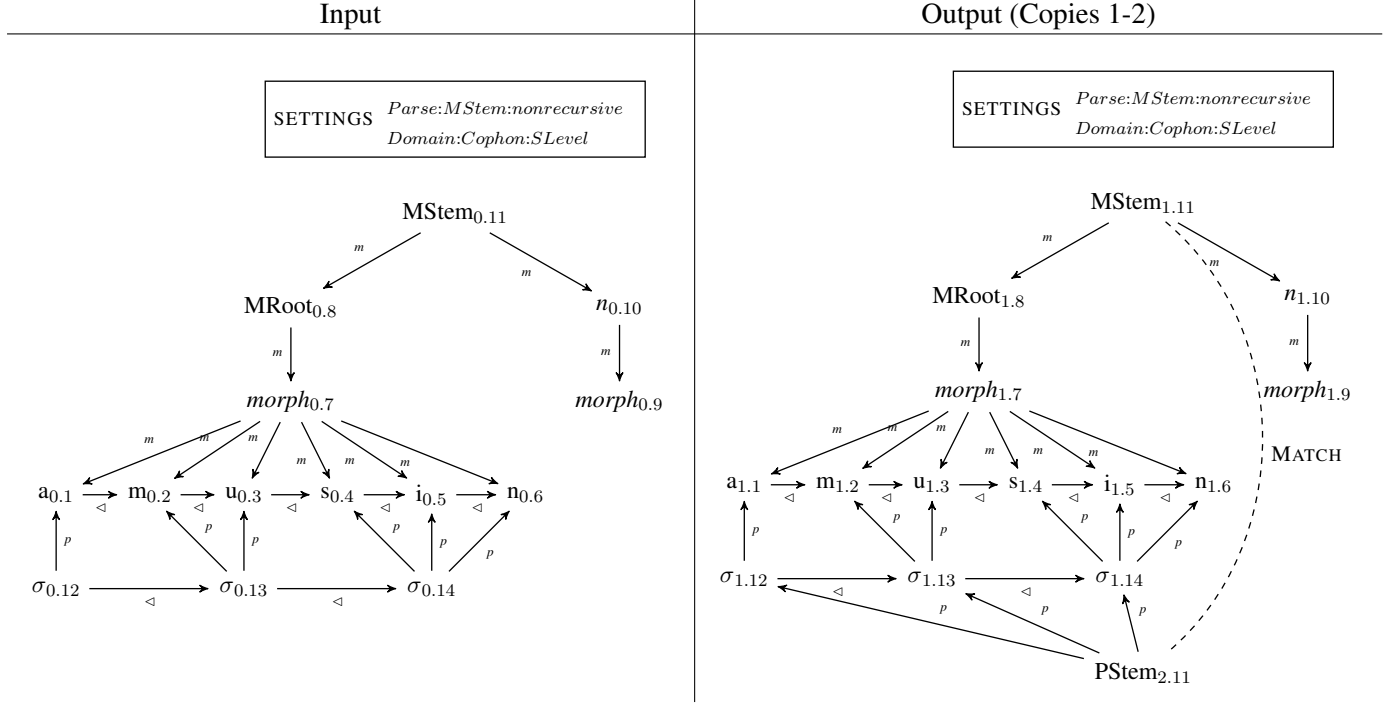 Input
Output (Copies 1-2)
SETTINGS Parse:MStem:nonrecursive
Domain:Cophon:SLevel
MStem0.11
m
m
MRoot0.8
n0.10
m
m
morph0.7
morph0.9
m m m m m m
a0.1 m0.2 u0.3 s0.4 i0.5 n0.6
◁ ◁ ◁ ◁ ◁
p p p p p p
σ0.12 σ0.13 σ0.14
◁ ◁
SETTINGS Parse:MStem:nonrecursive
Domain:Cophon:SLevel
MStem1.11
m
m
MRoot1.8
n1.10
m
m
morph1.7
morph1.9
m m m m m m
MATCH
a1.1 m1.2 u1.3 s1.4 i1.5 n1.6
◁ ◁ ◁ ◁ ◁
p p p p p p
σ1.12 σ1.13 σ1.14
◁ ◁
p p p
PStem2.11